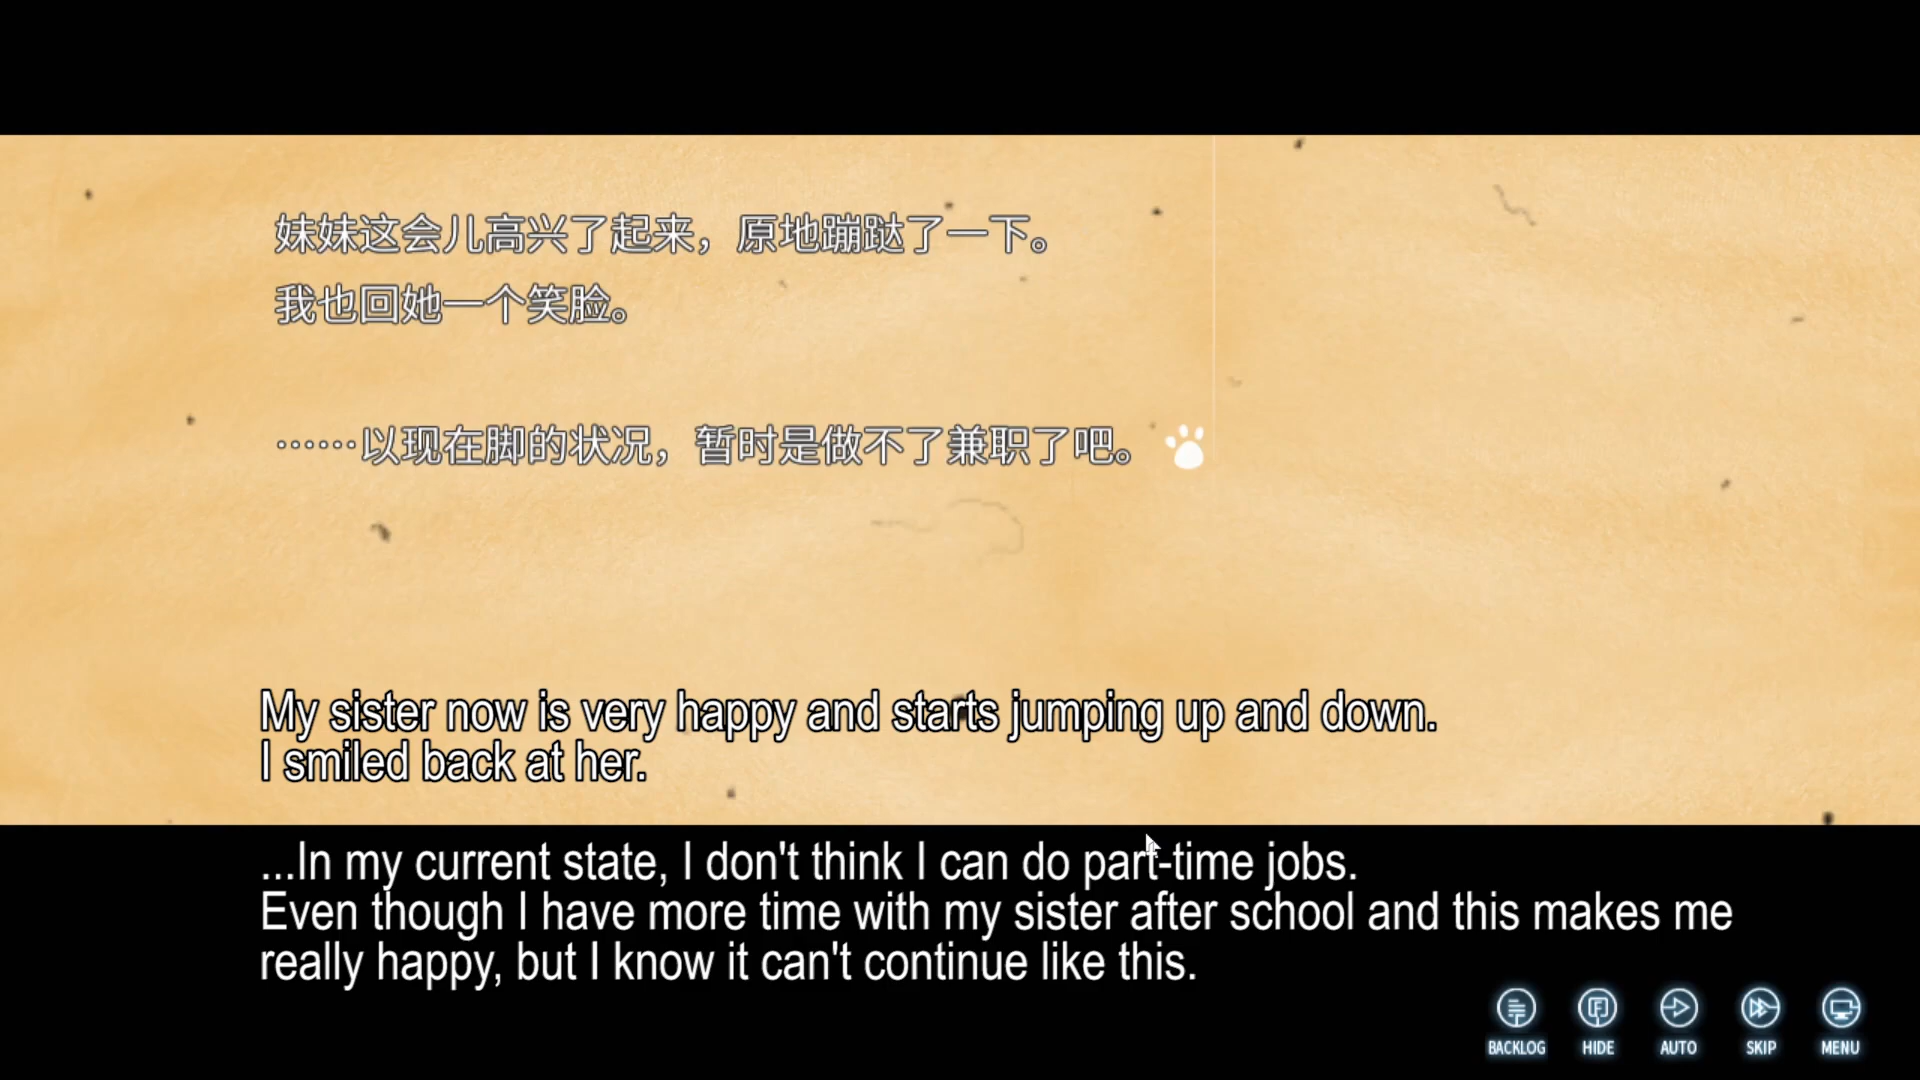 妹妹这会儿高兴了起来，原地蹦跶了一下。
我也回她一个笑脸。
……以现在脚的状况，暂时是做不了兼职了吧。
My sister now is very happy and starts jumping up and down.
I smiled back at her.
...In my current state, I don't think I can do part-time jobs.
Even though I have more time with my sister after school and this makes me
really happy, but I know it can't continue like this.
BACKLOG HIDE AUTO SKIP MENU